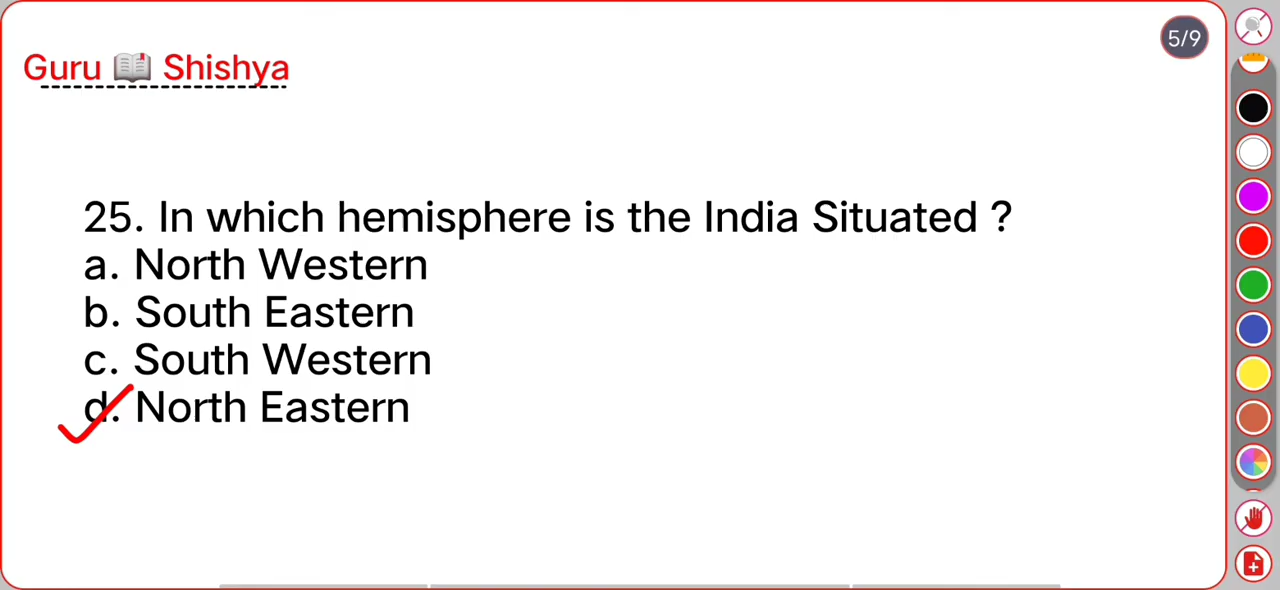 5/9
Guru 📖 Shishya
25. In which hemisphere is the India Situated ?
a. North Western
b. South Eastern
c. South Western
d. North Eastern